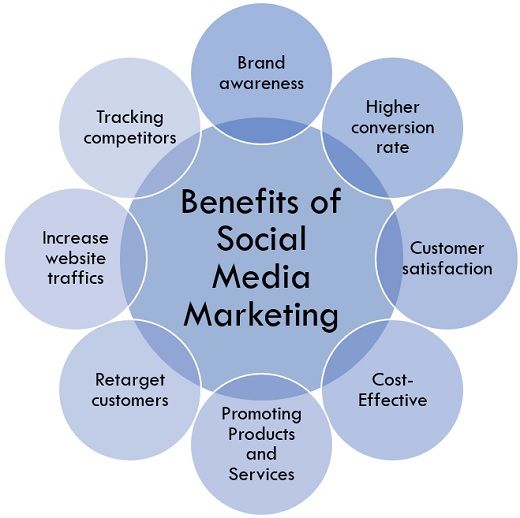 Brand
awareness
Higher
conversion
rate
Customer
satisfaction
Cost-
Effective
Promoting
Products
and
Services
Retarget
customers
Increase
website
traffics
Tracking
competitors
Benefits of
Social
Media
Marketing